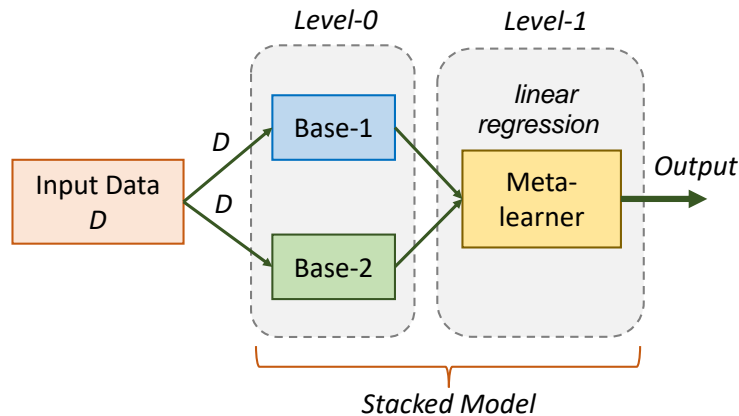 Level-0
Level-1
Base-1
linear
regression
D
Input Data
D
D
Meta-
learner
Output
Base-2
Stacked Model